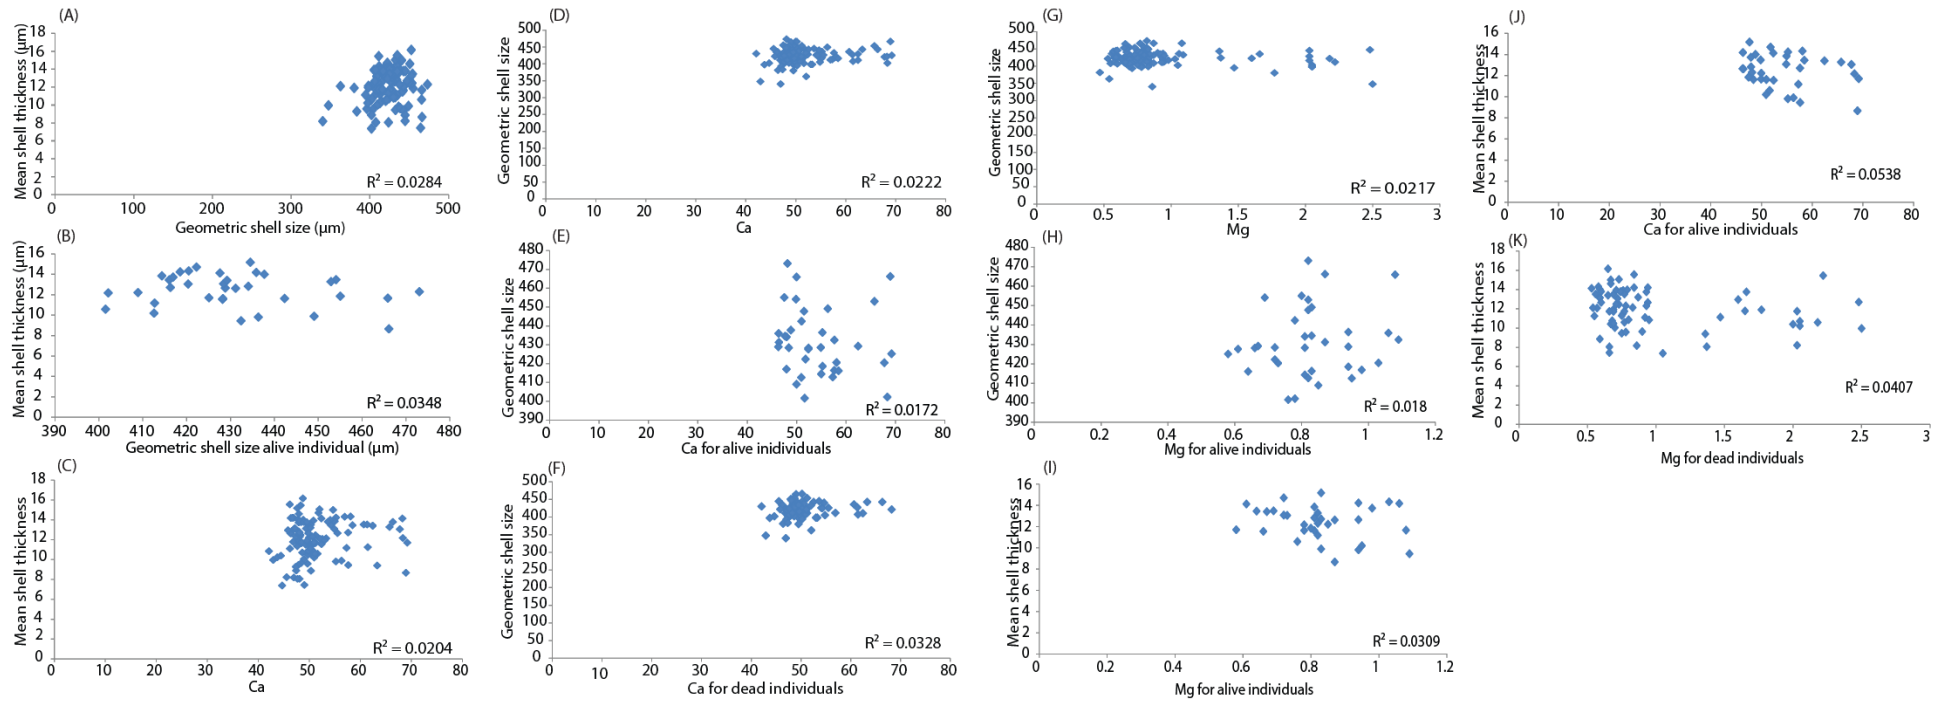 (A)
Mean shell thickness (µm)
18
16
14
12
10
8
6
4
2
0
R² = 0.0284
0 100 200 300 400 500
Geometric shell size (µm)
(B)
Mean shell thickness (µm)
16
14
12
10
8
6
4
2
0
R² = 0.0348
390 400 410 420 430 440 450 460 470 480
Geometric shell size alive individual (µm)
(C)
Mean shell thickness
18
16
14
12
10
8
6
4
2
0
R² = 0.0204
0 10 20 30 40 50 60 70 80
Ca
(D)
Geometric shell size
500
450
400
350
300
250
200
150
100
50
0
R² = 0.0222
0 10 20 30 40 50 60 70 80
Ca
(E)
Geometric shell size
480
470
460
450
440
430
420
410
400
390
R² = 0.0172
0 10 20 30 40 50 60 70 80
Ca for alive inidividuals
(F)
Geometric shell size
500
450
400
350
300
250
200
150
100
50
0
R² = 0.0328
0 10 20 30 40 50 60 70 80
Ca for dead individuals
(G)
Geometric shell size
500
450
400
350
300
250
200
150
100
50
0
R² = 0.0217
0 0.5 1 1.5 2 2.5 3
Mg
(H)
Geometric shell size
480
470
460
450
440
430
420
410
400
390
R² = 0.018
0 0.2 0.4 0.6 0.8 1 1.2
Mg for alive individuals
(I)
Mean shell thickness
16
14
12
10
8
6
4
2
0
R² = 0.0309
0 0.2 0.4 0.6 0.8 1 1.2
Mg for alive individuals
(J)
Mean shell thickness
16
14
12
10
8
6
4
2
0
R² = 0.0538
0 10 20 30 40 50 60 70 80
Ca for alive individuals
(K)
Mean shell thickness
18
16
14
12
10
8
6
4
2
0
R² = 0.0407
0 0.5 1 1.5 2 2.5 3
Mg for dead individuals